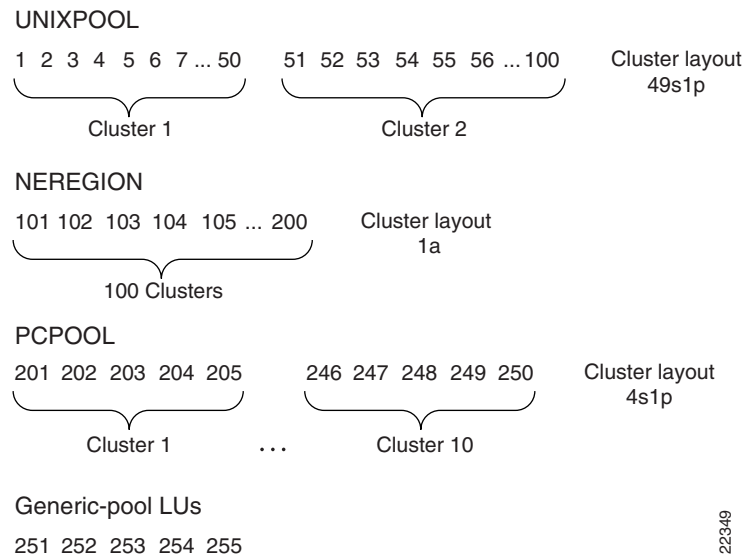 UNIXPOOL
1 2 3 4 5 6 7 ... 50 51 52 53 54 55 56 ... 100 Cluster layout
49s1p
Cluster 1 Cluster 2
NEREGION
101 102 103 104 105 ... 200 Cluster layout
1a
100 Clusters
PCPOOL
201 202 203 204 205 246 247 248 249 250 Cluster layout
4s1p
Cluster 1 ... Cluster 10
Generic-pool LUs
251 252 253 254 255
22349